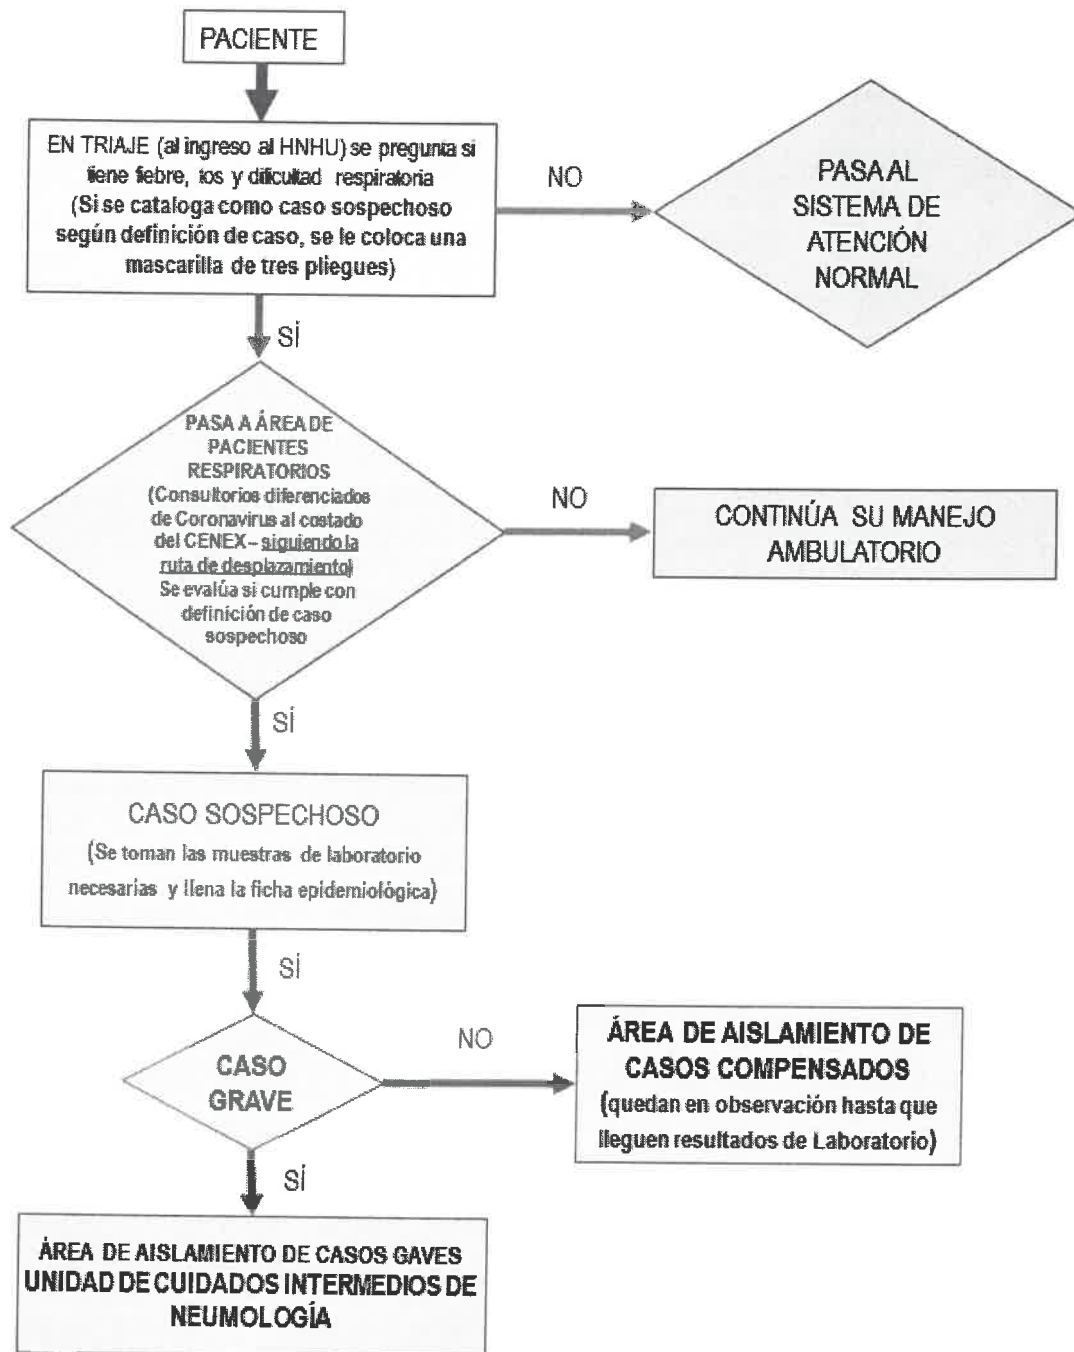 PACIENTE
EN TRIAJE (al ingreso al HNHU) se pregunta si
tiene fiebre, tos y dificultad respiratoria
(Si se cataloga como caso sospechoso
según definición de caso, se le coloca una
mascarilla de tres pliegues)
NO
PASA AL
SISTEMA DE
ATENCIÓN
NORMAL
SÍ
PASA A ÁREA DE
PACIENTES
RESPIRATORIOS
(Consultorios diferenciados
de Coronavirus al costado
del CENEX – siguiendo la
ruta de desplazamiento)
Se evalúa si cumple con
definición de caso
sospechoso
NO
CONTINÚA SU MANEJO
AMBULATORIO
SÍ
CASO SOSPECHOSO
(Se toman las muestras de laboratorio
necesarias y llena la ficha epidemiológica)
SÍ
CASO
GRAVE
NO
ÁREA DE AISLAMIENTO DE
CASOS COMPENSADOS
(quedan en observación hasta que
lleguen resultados de Laboratorio)
SÍ
ÁREA DE AISLAMIENTO DE CASOS GAVES
UNIDAD DE CUIDADOS INTERMEDIOS DE
NEUMOLOGÍA